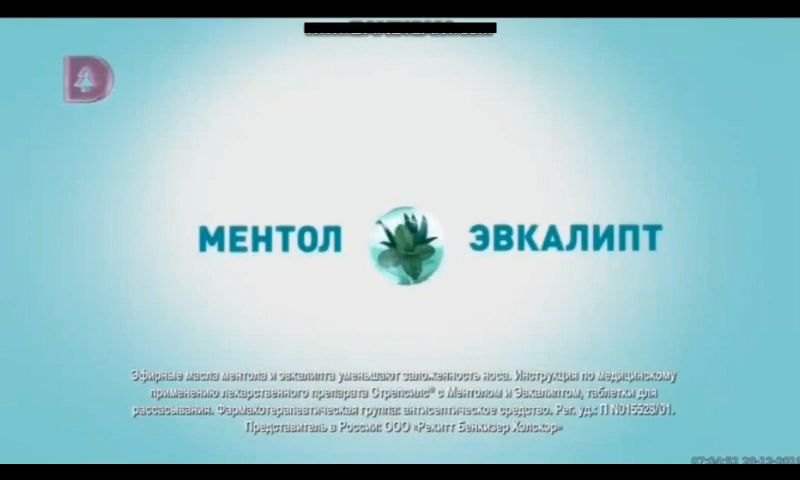 МЕНТОЛ ЭВКАЛИПТ
Эфирные масла ментола и эвкалипта уменьшают заложенность носа. Инструкция по медицинскому
применению лекарственного препарата Стрепсилс® с Ментолом и Эвкалиптом, таблетки для
рассасывания. Фармакотерапевтическая группа: антисептическое средство. Рег. уд.: П N015528/01.
Представитель в России: ООО «Рекитт Бенкизер Хэлскэр»